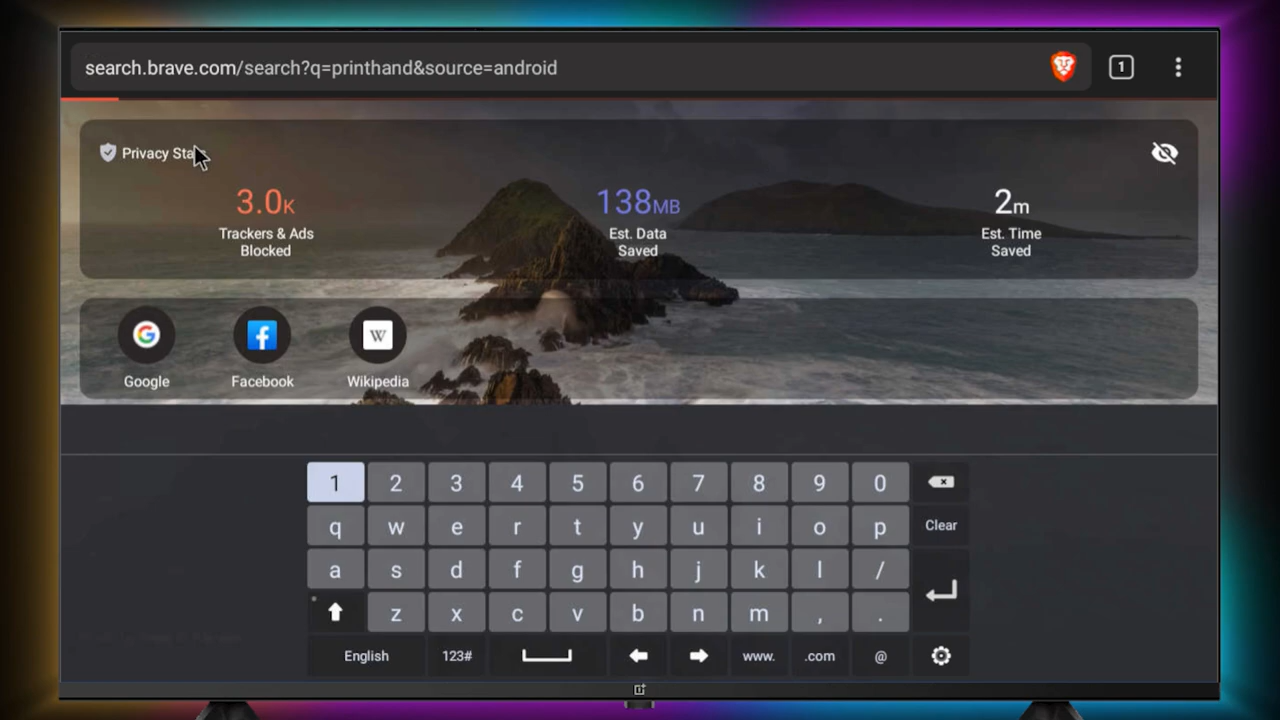 search.brave.com/search?q=printhand&source=android
1
Privacy Sta
3.0K
138MB
2m
Trackers & Ads
Blocked
Est. Data
Saved
Est. Time
Saved
G
f
W
Google
Facebook
Wikipedia
1 2 3 4 5 6 7 8 9 0
q w e r t y u i o p Clear
a s d f g h j k l /
z x c v b n m , .
English 123# www. .com @